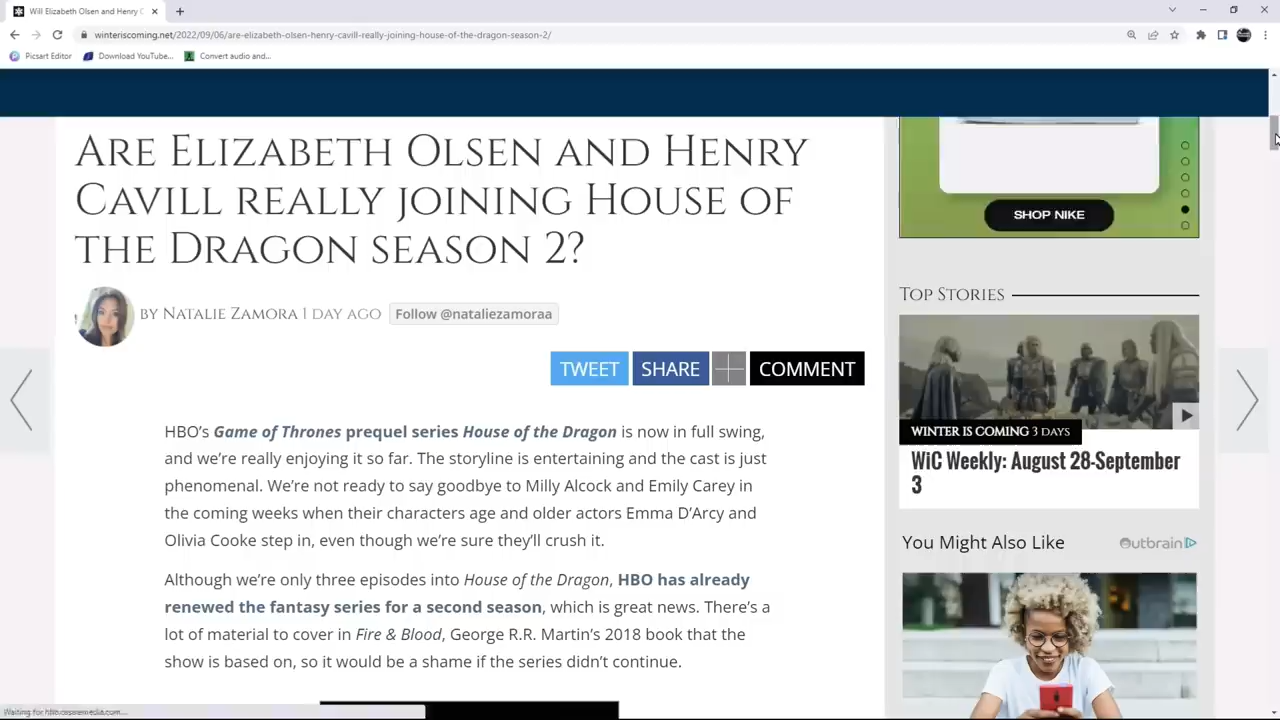 Will Elizabeth Olsen and Henry C
winteriscoming.net/2022/09/06/are-elizabeth-olsen-henry-cavill-really-joining-house-of-the-dragon-season-2/
Picsart Editor
Download YouTube...
Convert audio and...
Are Elizabeth Olsen and Henry
Cavill really joining House of
the Dragon season 2?
by Natalie Zamora | 1 day ago
Follow @nataliezamoraa
TWEET
SHARE
COMMENT
HBO's Game of Thrones prequel series House of the Dragon is now in full swing,
and we're really enjoying it so far. The storyline is entertaining and the cast is just
phenomenal. We're not ready to say goodbye to Milly Alcock and Emily Carey in
the coming weeks when their characters age and older actors Emma D'Arcy and
Olivia Cooke step in, even though we're sure they'll crush it.
Although we're only three episodes into House of the Dragon, HBO has already
renewed the fantasy series for a second season, which is great news. There's a
lot of material to cover in Fire & Blood, George R.R. Martin's 2018 book that the
show is based on, so it would be a shame if the series didn't continue.
SHOP NIKE
Top Stories
Winter is Coming 3 days
WiC Weekly: August 28-September
3
You Might Also Like
Outbrain